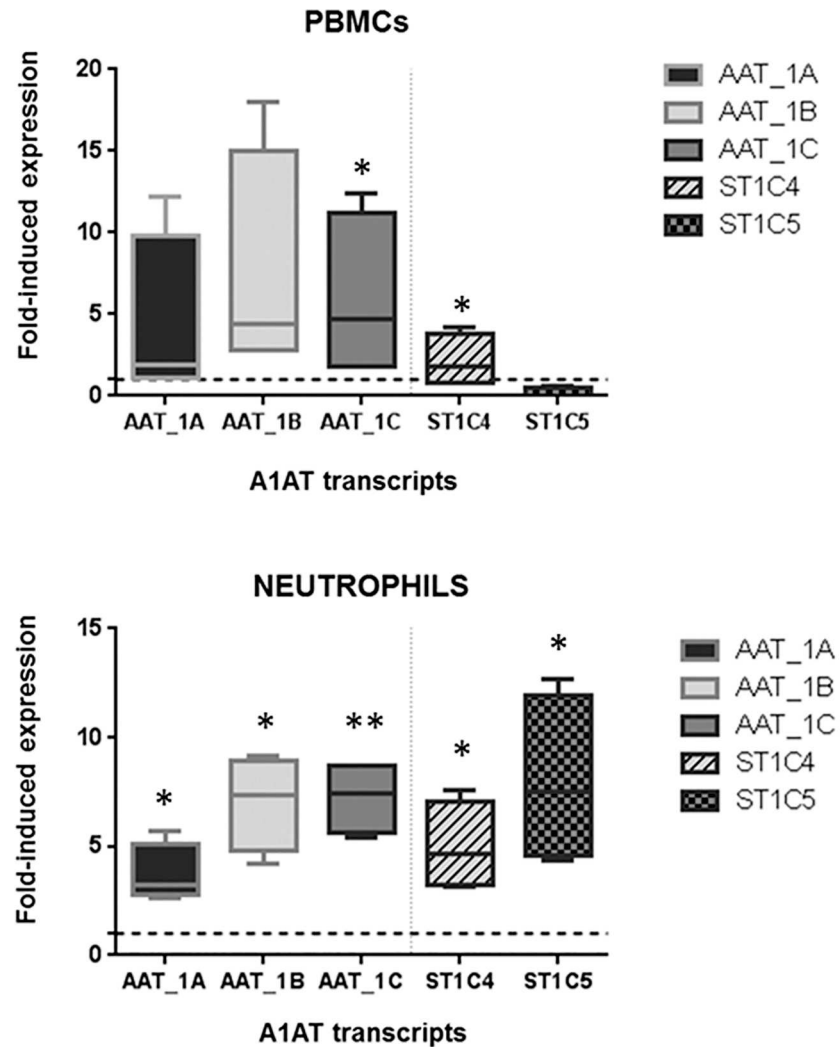 PBMCs
20
15
10
5
0
Fold-induced expression
*
*
AAT_1A AAT_1B AAT_1C ST1C4 ST1C5
A1AT transcripts
AAT_1A
AAT_1B
AAT_1C
ST1C4
ST1C5
NEUTROPHILS
15
10
5
0
Fold-induced expression
*
*
**
*
*
AAT_1A AAT_1B AAT_1C ST1C4 ST1C5
A1AT transcripts
AAT_1A
AAT_1B
AAT_1C
ST1C4
ST1C5